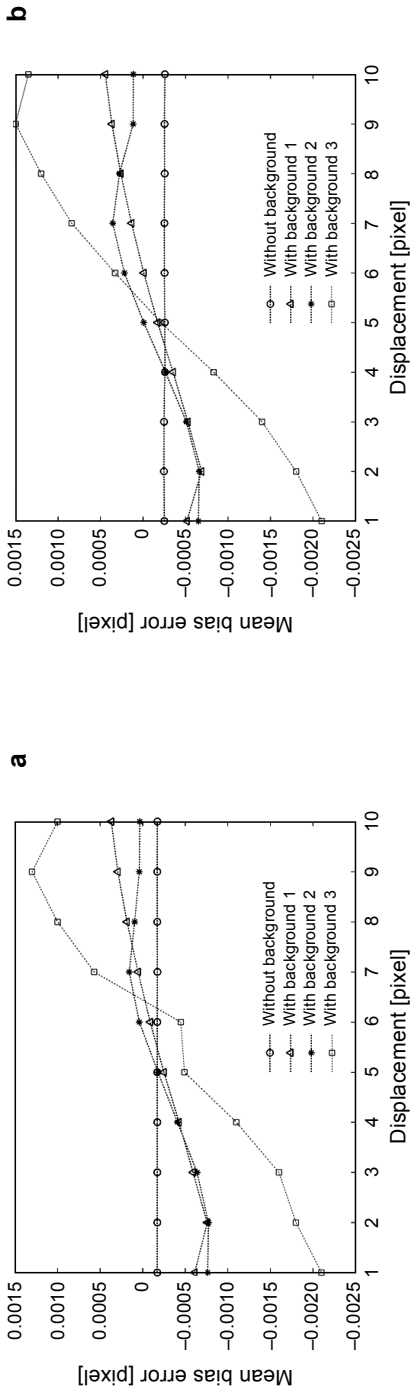 a
Mean bias error [pixel]
0.0015
0.0010
0.0005
0
−0.0005
−0.0010
−0.0015
−0.0020
−0.0025
1 2 3 4 5 6 7 8 9 10
Displacement [pixel]
Without background
With background 1
With background 2
With background 3
b
Mean bias error [pixel]
0.0015
0.0010
0.0005
0
−0.0005
−0.0010
−0.0015
−0.0020
−0.0025
1 2 3 4 5 6 7 8 9 10
Displacement [pixel]
Without background
With background 1
With background 2
With background 3